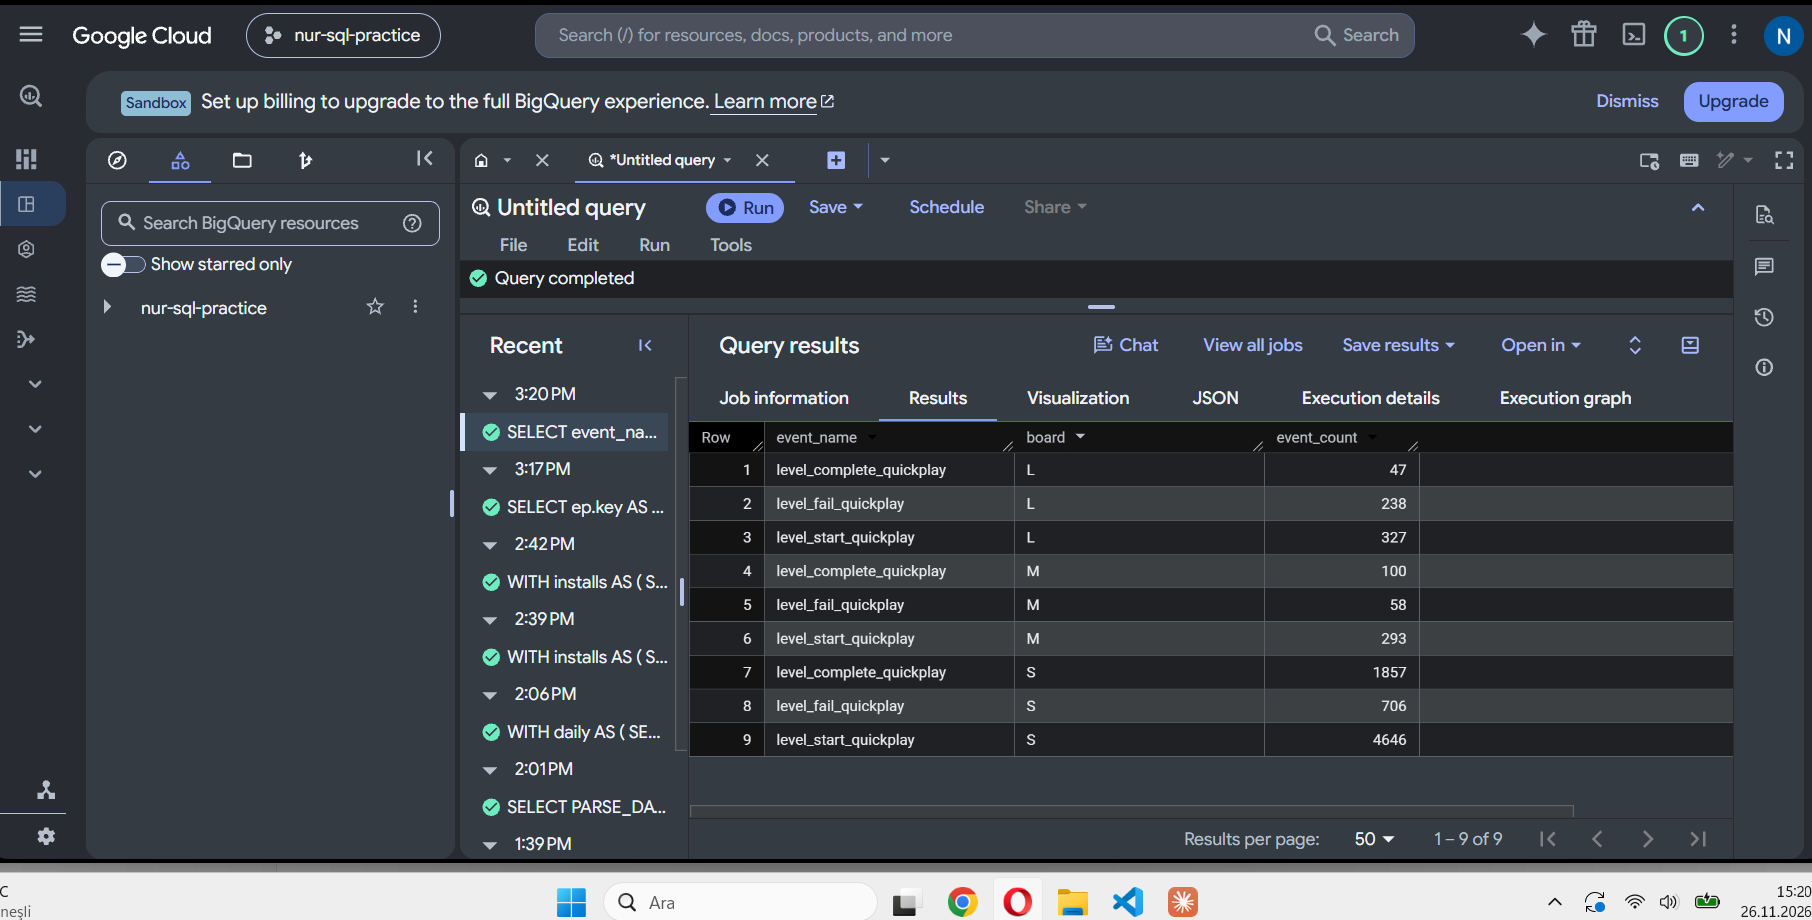 Google Cloud
nur-sql-practice
Search (/) for resources, docs, products, and more
Search
1
N
Sandbox
Set up billing to upgrade to the full BigQuery experience. Learn more
Dismiss
Upgrade
*Untitled query
Search BigQuery resources
Show starred only
nur-sql-practice
Untitled query
Run
Save
Schedule
Share
File Edit Run Tools
Query completed
Recent
3:20 PM
SELECT event_na...
3:17 PM
SELECT ep.key AS ...
2:42 PM
WITH installs AS ( S...
2:39 PM
WITH installs AS ( S...
2:06 PM
WITH daily AS ( SE...
2:01 PM
SELECT PARSE_DA...
1:39 PM
Query results
Chat
View all jobs
Save results
Open in
Job information Results Visualization JSON Execution details Execution graph
Row event_name board event_count
1 level_complete_quickplay L 47
2 level_fail_quickplay L 238
3 level_start_quickplay L 327
4 level_complete_quickplay M 100
5 level_fail_quickplay M 58
6 level_start_quickplay M 293
7 level_complete_quickplay S 1857
8 level_fail_quickplay S 706
9 level_start_quickplay S 4646
Results per page: 50 1 – 9 of 9
C
neşli
Ara
15:20
26.11.2026